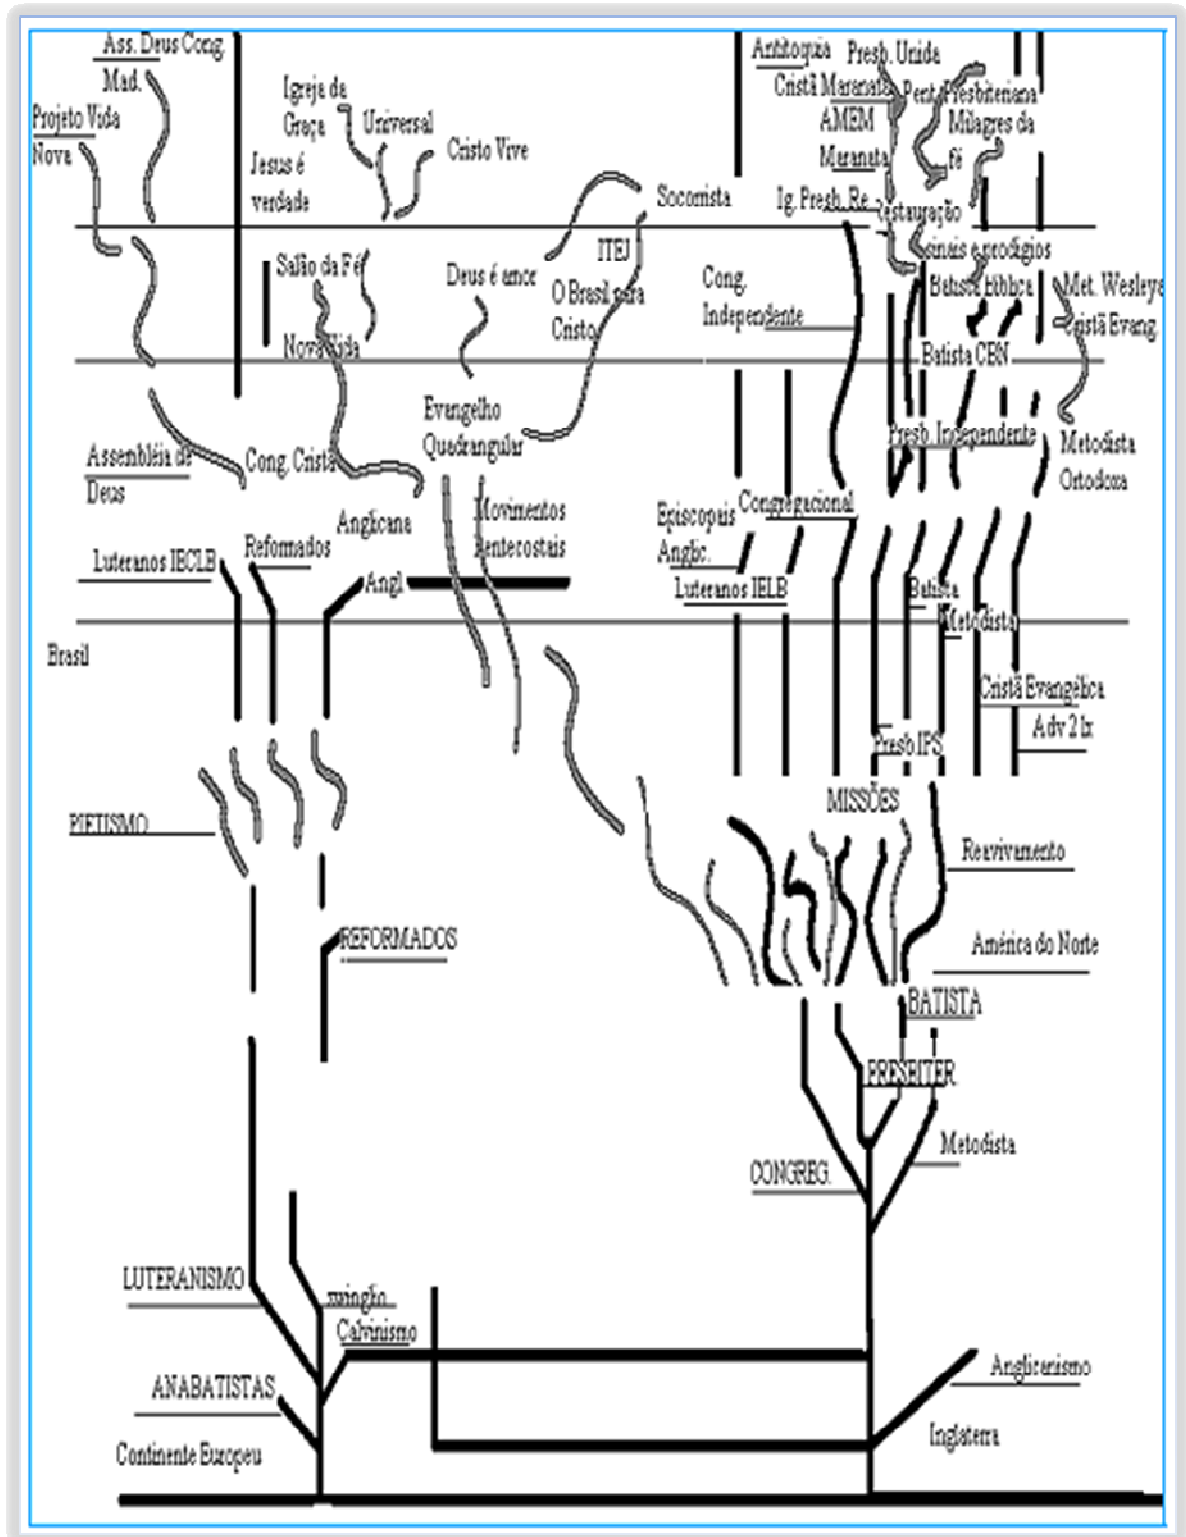 Ass. Deus Cong.
Mad.
Projeto Vida
Nova
Igreja da
Graça
Universal
Cristo Vive
Jesus é
verdade
Antitoquia
Presb. Unida
Cristã Maranata
Pent. Presbiteriana
AMEM
Milagres da
fé
Maranata
Socorrista
Ig. Presb. Re
Restauração
ITEJ
sinais e prodígios
Salão da Fé
Deus é amor
O Brasil para
Cristo
Cong.
Independente
Batista Bíblica
Met. Wesleya
Cristã Evang.
Nova Vida
Batista CBN
Evangelho
Quadrangular
Presb. Independente
Metodista
Ortodoxa
Assembléia de
Deus
Cong. Cristã
Anglicana
Movimentos
Pentecostais
Episcopais
Anglic.
Congregacional
Luteranos IECLB
Reformados
Angl
Luteranos IELB
Batista
Metodista
Brasil
Cristã Evangélica
Adv 2 Ix
Presb IPS
MISSÕES
PIETISMO
Reavivamento
REFORMADOS
América do Norte
BATISTA
PRESBITER
Metodista
CONGREG.
LUTERANISMO
zwinglio
Calvinismo
ANABATISTAS
Anglicanismo
Continente Europeu
Inglaterra